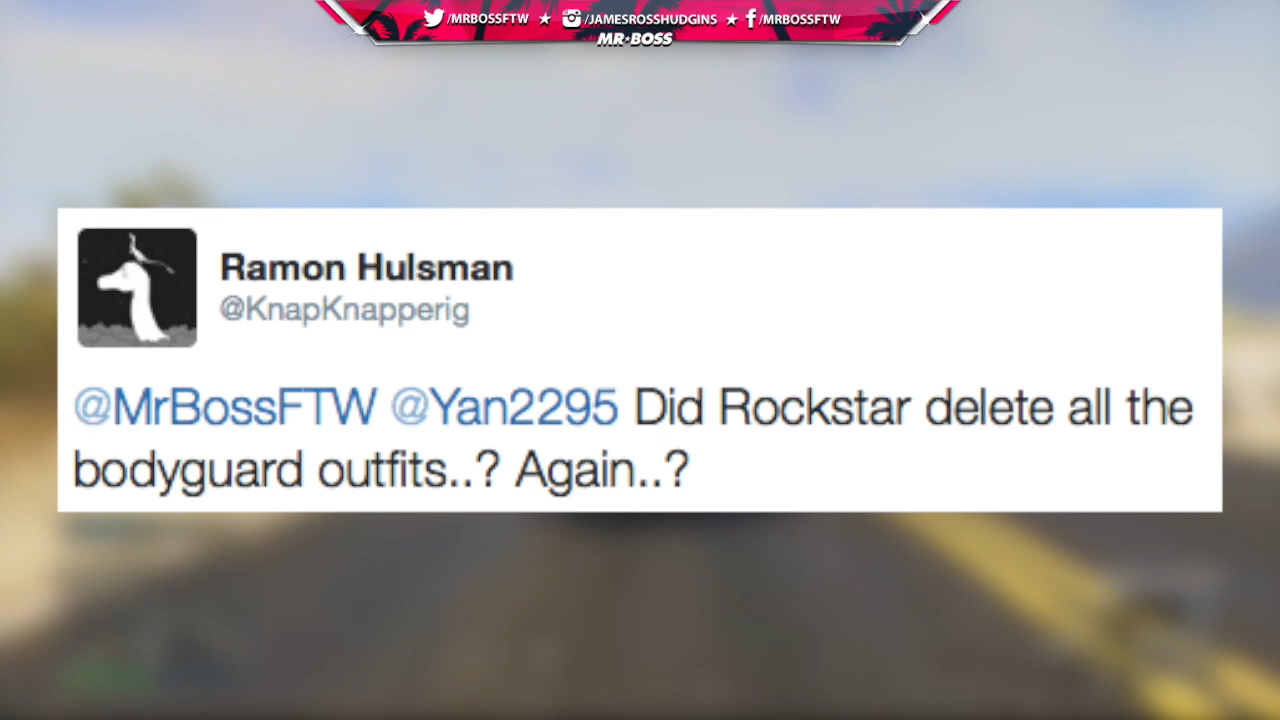 /MRBOSSFTW ★ /JAMESROSSHUDGINS ★ /MRBOSSFTW
MR★BOSS
Ramon Hulsman
@KnapKnapperig
@MrBossFTW @Yan2295 Did Rockstar delete all the
bodyguard outfits..? Again..?